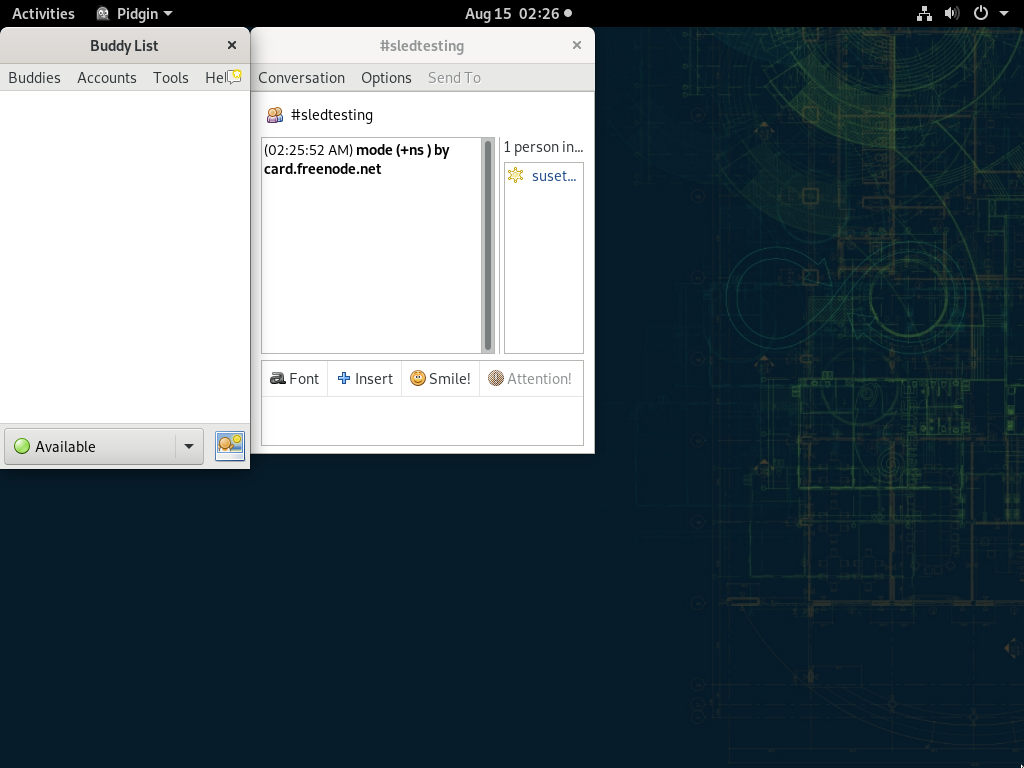 Activities Pidgin Aug 15 02:26
Buddy List
#sledtesting
Buddies Accounts Tools Hel
Conversation Options Send To
#sledtesting
(02:25:52 AM) mode (+ns ) by
card.freenode.net
1 person in...
suset...
Font Insert Smile! Attention!
Available